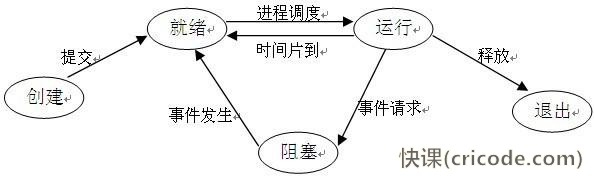 就绪
进程调度
运行
提交
时间片到
释放
创建
事件发生
事件请求
退出
阻塞
快课(cricode.com)